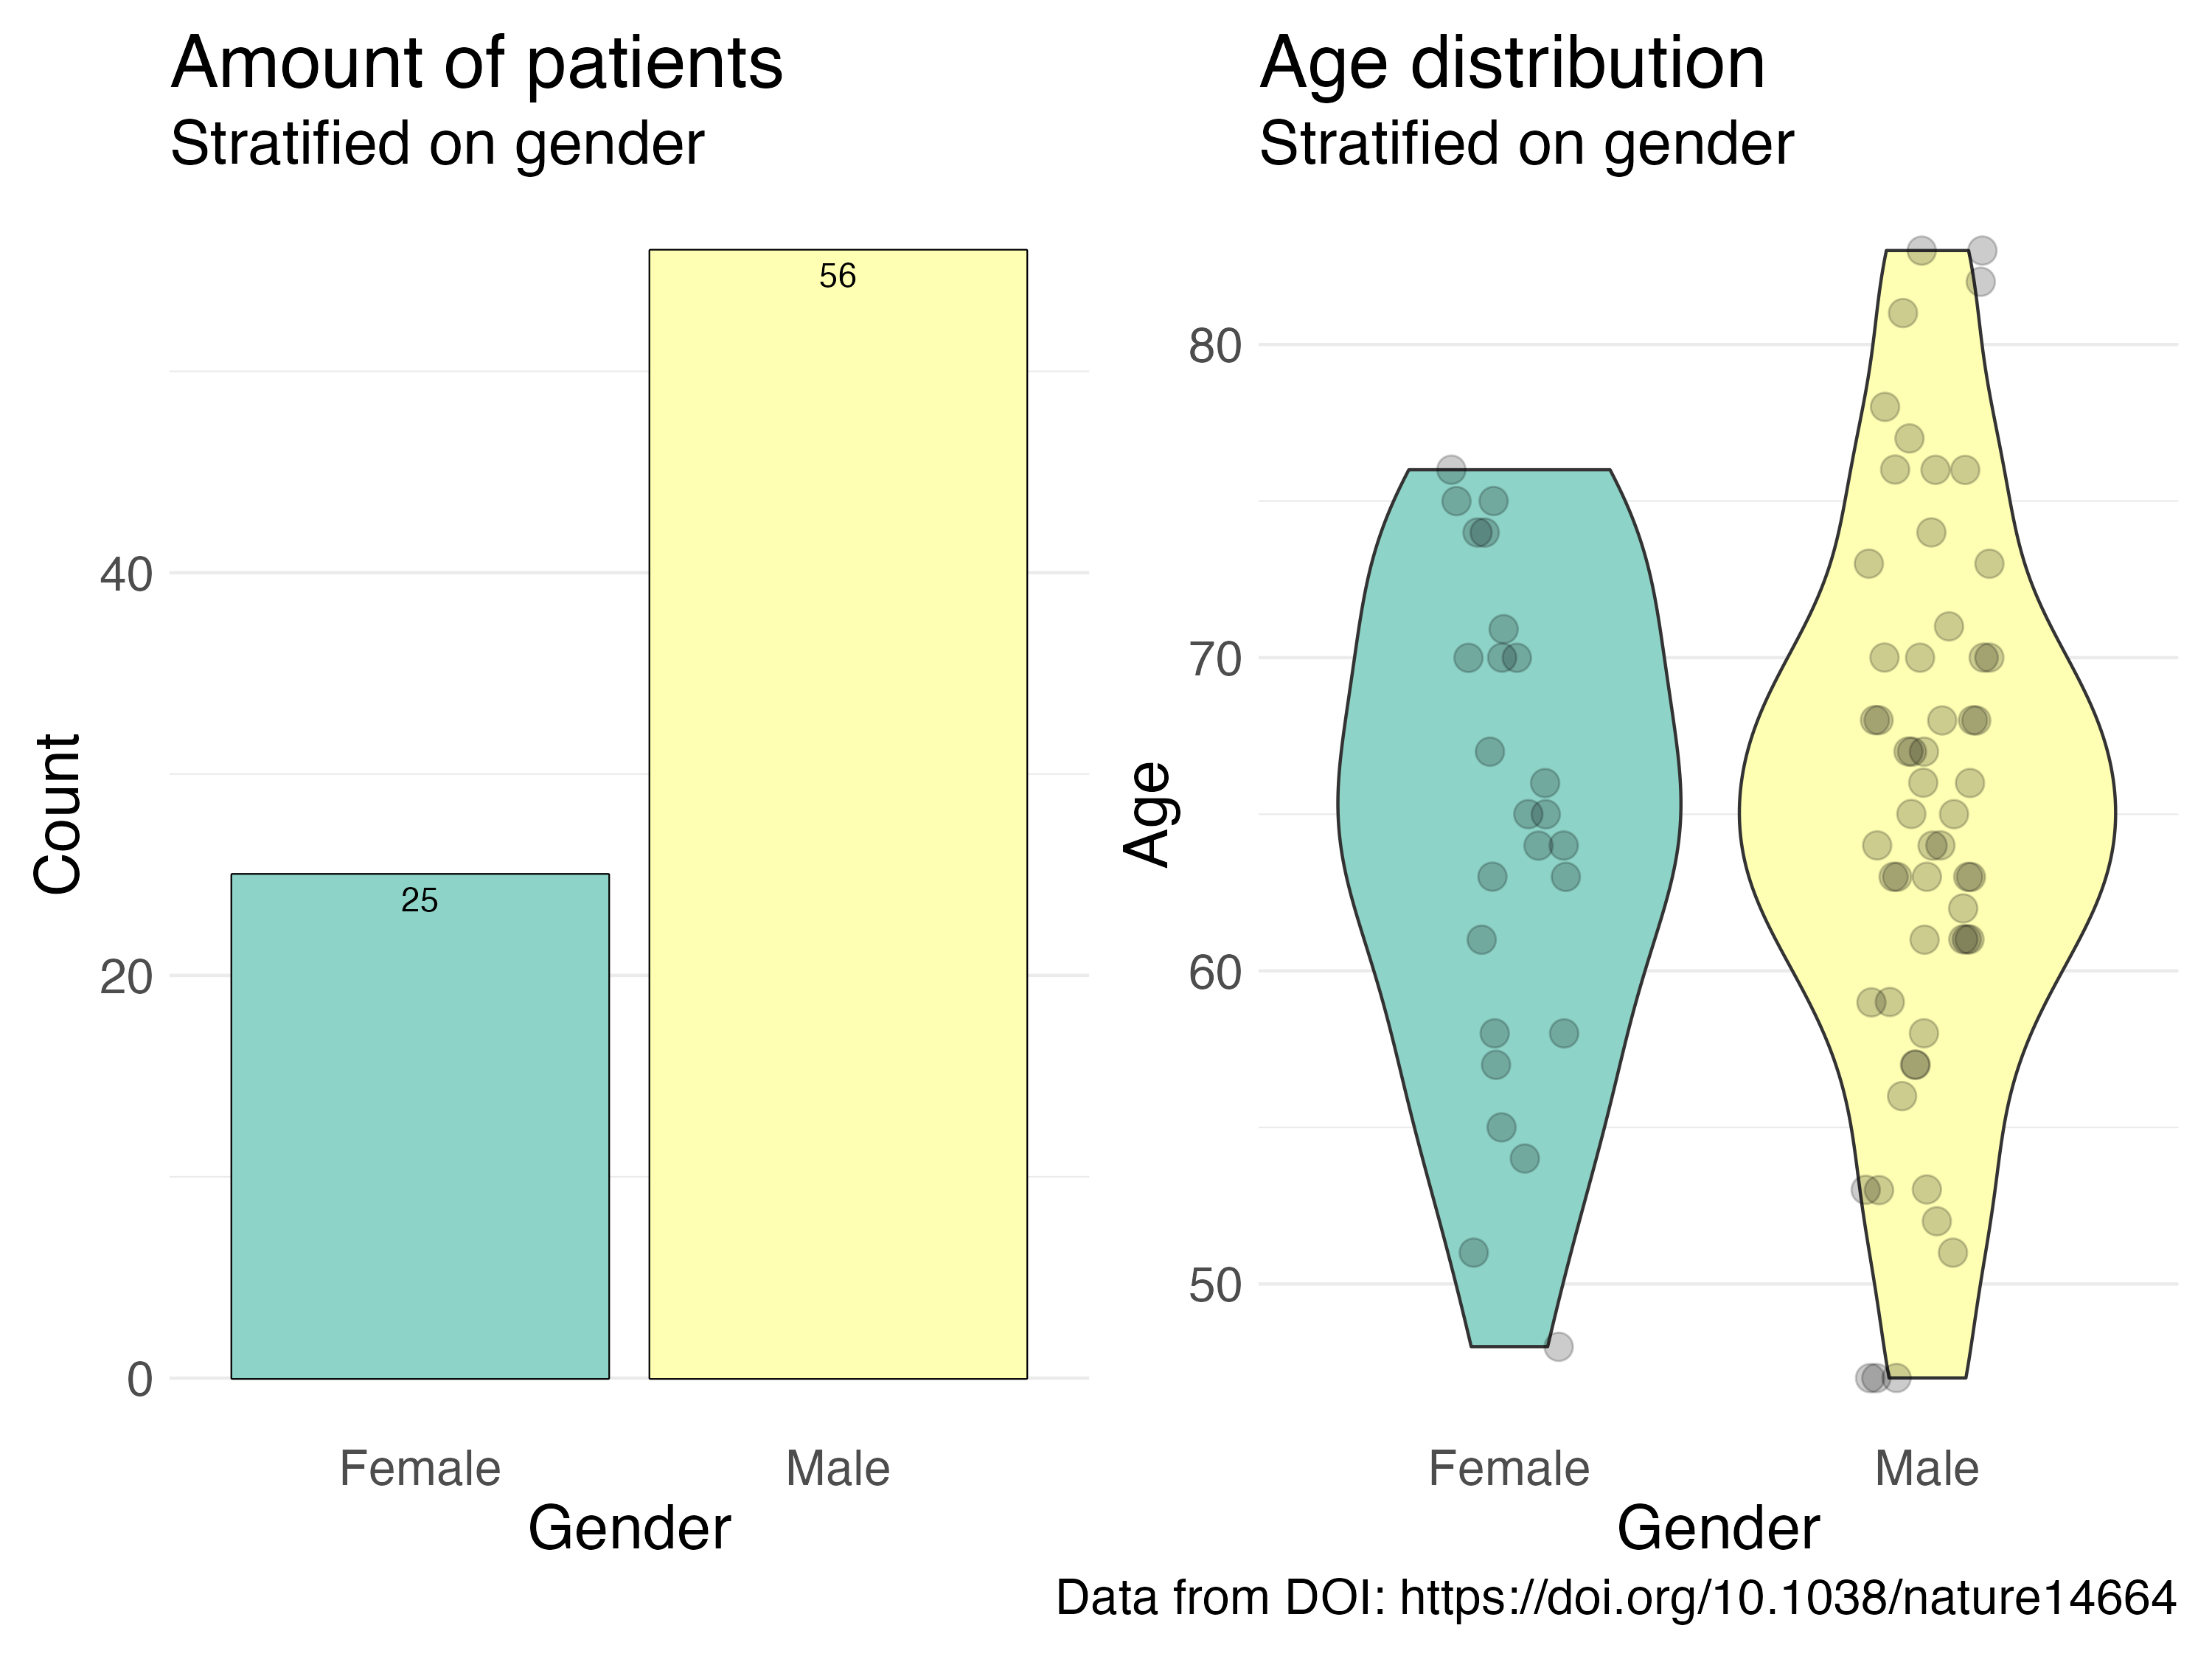 Amount of patients
Stratified on gender
Count
40
20
0
56
25
Female
Male
Gender
Age distribution
Stratified on gender
Age
80
70
60
50
Female
Male
Gender
Data from DOI: https://doi.org/10.1038/nature14664